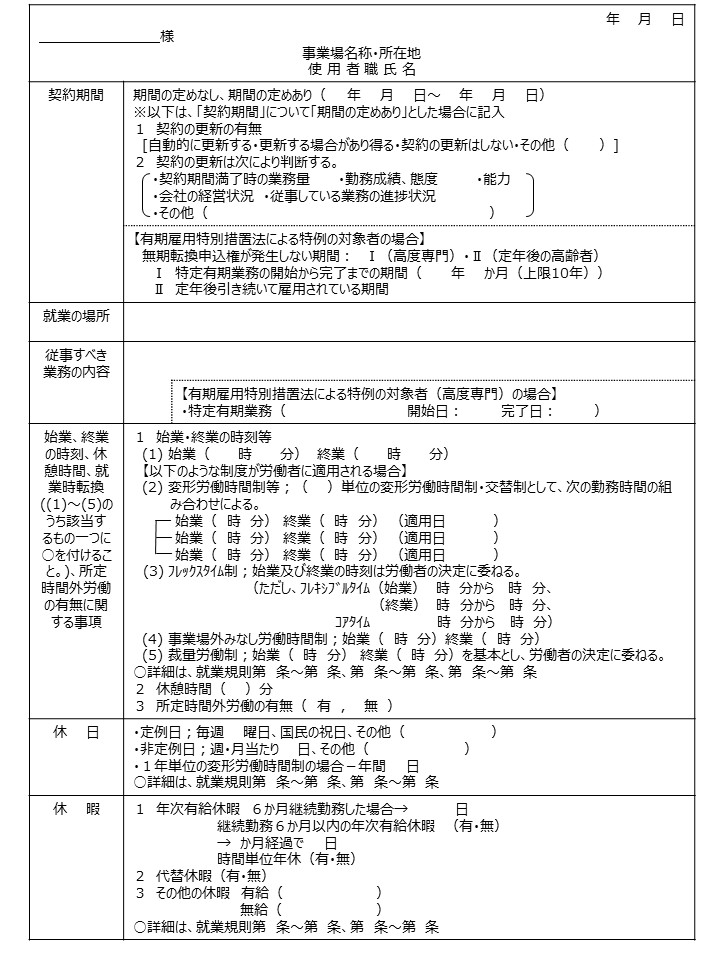 年　月　日
＿＿＿＿＿＿＿＿様
事業場名称・所在地
使 用 者 職 氏 名
契約期間
期間の定めなし、期間の定めあり（　年　月　日～　年　月　日）
※以下は、「契約期間」について「期間の定めあり」とした場合に記入
1　契約の更新の有無
[自動的に更新する・更新する場合があり得る・契約の更新はしない・その他（　　）]
2　契約の更新は次により判断する。
・契約期間満了時の業務量　・勤務成績、態度　　・能力
・会社の経営状況　・従事している業務の進捗状況
・その他（　　　　　　　　　　　　　　）
【有期雇用特別措置法による特例の対象者の場合】
無期転換申込権が発生しない期間：　Ⅰ（高度専門）・Ⅱ（定年後の高齢者）
Ⅰ　特定有期業務の開始から完了までの期間（　　年　か月（上限10年））
Ⅱ　定年後引き続いて雇用されている期間
就業の場所
従事すべき
業務の内容
【有期雇用特別措置法による特例の対象者（高度専門）の場合】
・特定有期業務（　　　　　　　開始日：　　　完了日：　　　）
始業、終業
の時刻、休
憩時間、就
業時転換
((1)～(5)の
うち該当す
るもの一つに
○を付けるこ
と。)、所定
時間外労働
の有無に関
する事項
1　始業・終業の時刻等
(1) 始業（　　時　　分）　終業（　　時　　分）
【以下のような制度が労働者に適用される場合】
(2) 変形労働時間制等；（　）単位の変形労働時間制・交替制として、次の勤務時間の組
み合わせによる。
始業（　時　分） 終業（　時　分）　（適用日　　　）
始業（　時　分） 終業（　時　分）　（適用日　　　）
始業（　時　分） 終業（　時　分）　（適用日　　　）
(3) ﾌﾚｯｸｽﾀｲﾑ制；始業及び終業の時刻は労働者の決定に委ねる。
（ただし、ﾌﾚｷｼﾌﾞﾙﾀｲﾑ（始業）　時　分から　時　分、
（終業）　時　分から　時　分、
ｺｱﾀｲﾑ　　　　　時　分から　時　分）
(4) 事業場外みなし労働時間制；始業（　時　分）終業（　時　分）
(5) 裁量労働制；始業（　時　分） 終業（　時　分）を基本とし、労働者の決定に委ねる。
○詳細は、就業規則第　条～第　条、第　条～第　条、第　条～第　条
2　休憩時間（　）分
3　所定時間外労働の有無（　有　,　無　）
休　日
・定例日；毎週　曜日、国民の祝日、その他（　　　　　）
・非定例日；週・月当たり　日、その他（　　　　　）
・１年単位の変形労働時間制の場合－年間　日
○詳細は、就業規則第　条～第　条、第　条～第　条
休　暇
1　年次有給休暇　６か月継続勤務した場合→　　　日
継続勤務６か月以内の年次有給休暇　（有・無）
→　か月経過で　日
時間単位年休（有・無）
2　代替休暇（有・無）
3　その他の休暇　有給（　　　　　）
無給（　　　　　）
○詳細は、就業規則第　条～第　条、第　条～第　条